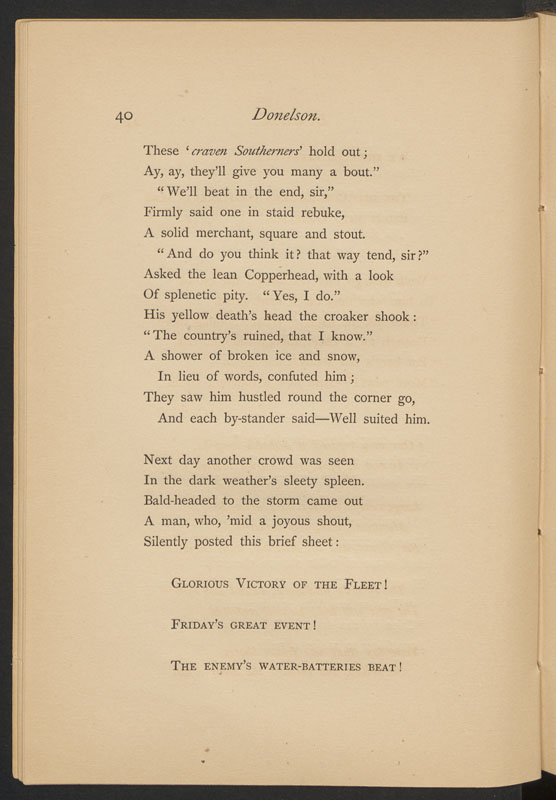 40 Donelson.
These ‘craven Southerners’ hold out;
Ay, ay, they’ll give you many a bout.”
“We’ll beat in the end, sir,”
Firmly said one in staid rebuke,
A solid merchant, square and stout.
“And do you think it? that way tend, sir?”
Asked the lean Copperhead, with a look
Of splenetic pity. “Yes, I do.”
His yellow death’s head the croaker shook:
“The country’s ruined, that I know.”
A shower of broken ice and snow,
In lieu of words, confuted him;
They saw him hustled round the corner go,
And each by-stander said—Well suited him.
Next day another crowd was seen
In the dark weather’s sleety spleen.
Bald-headed to the storm came out
A man, who, ’mid a joyous shout,
Silently posted this brief sheet:
Glorious Victory of the Fleet!
Friday’s great event!
The enemy’s water-batteries beat!